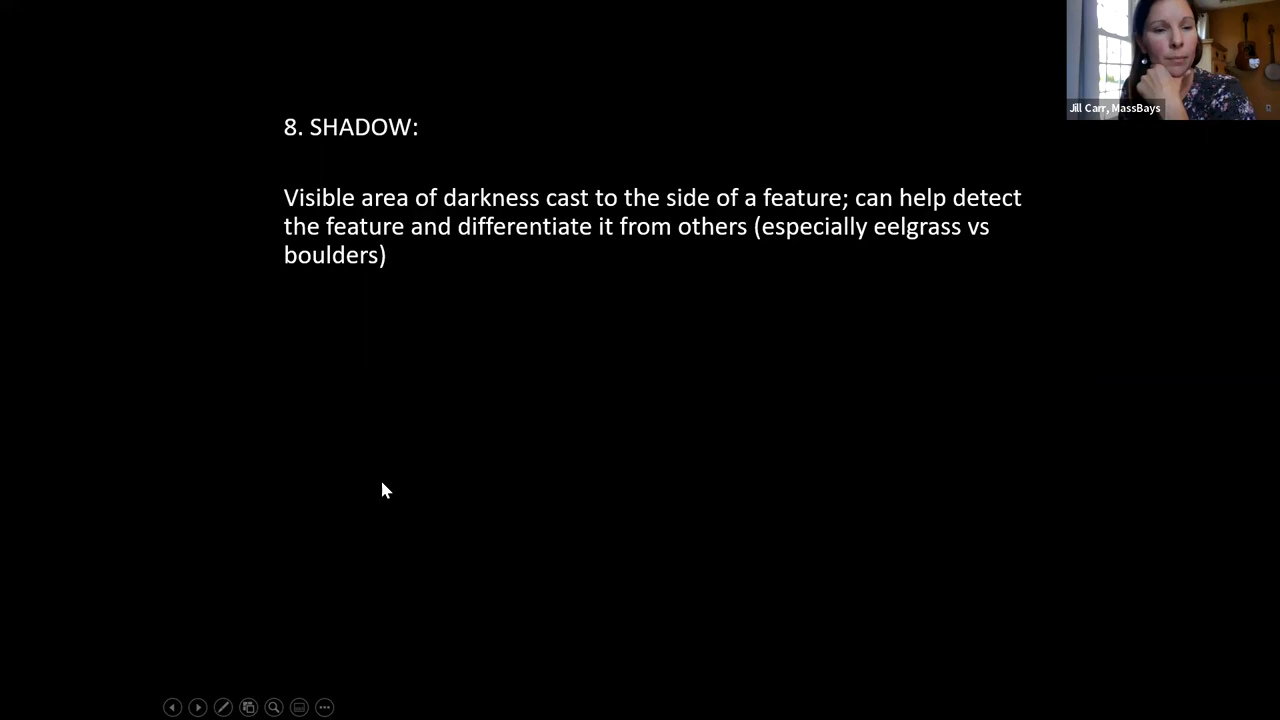 Jill Carr, MassBays
8. SHADOW:
Visible area of darkness cast to the side of a feature; can help detect
the feature and differentiate it from others (especially eelgrass vs
boulders)